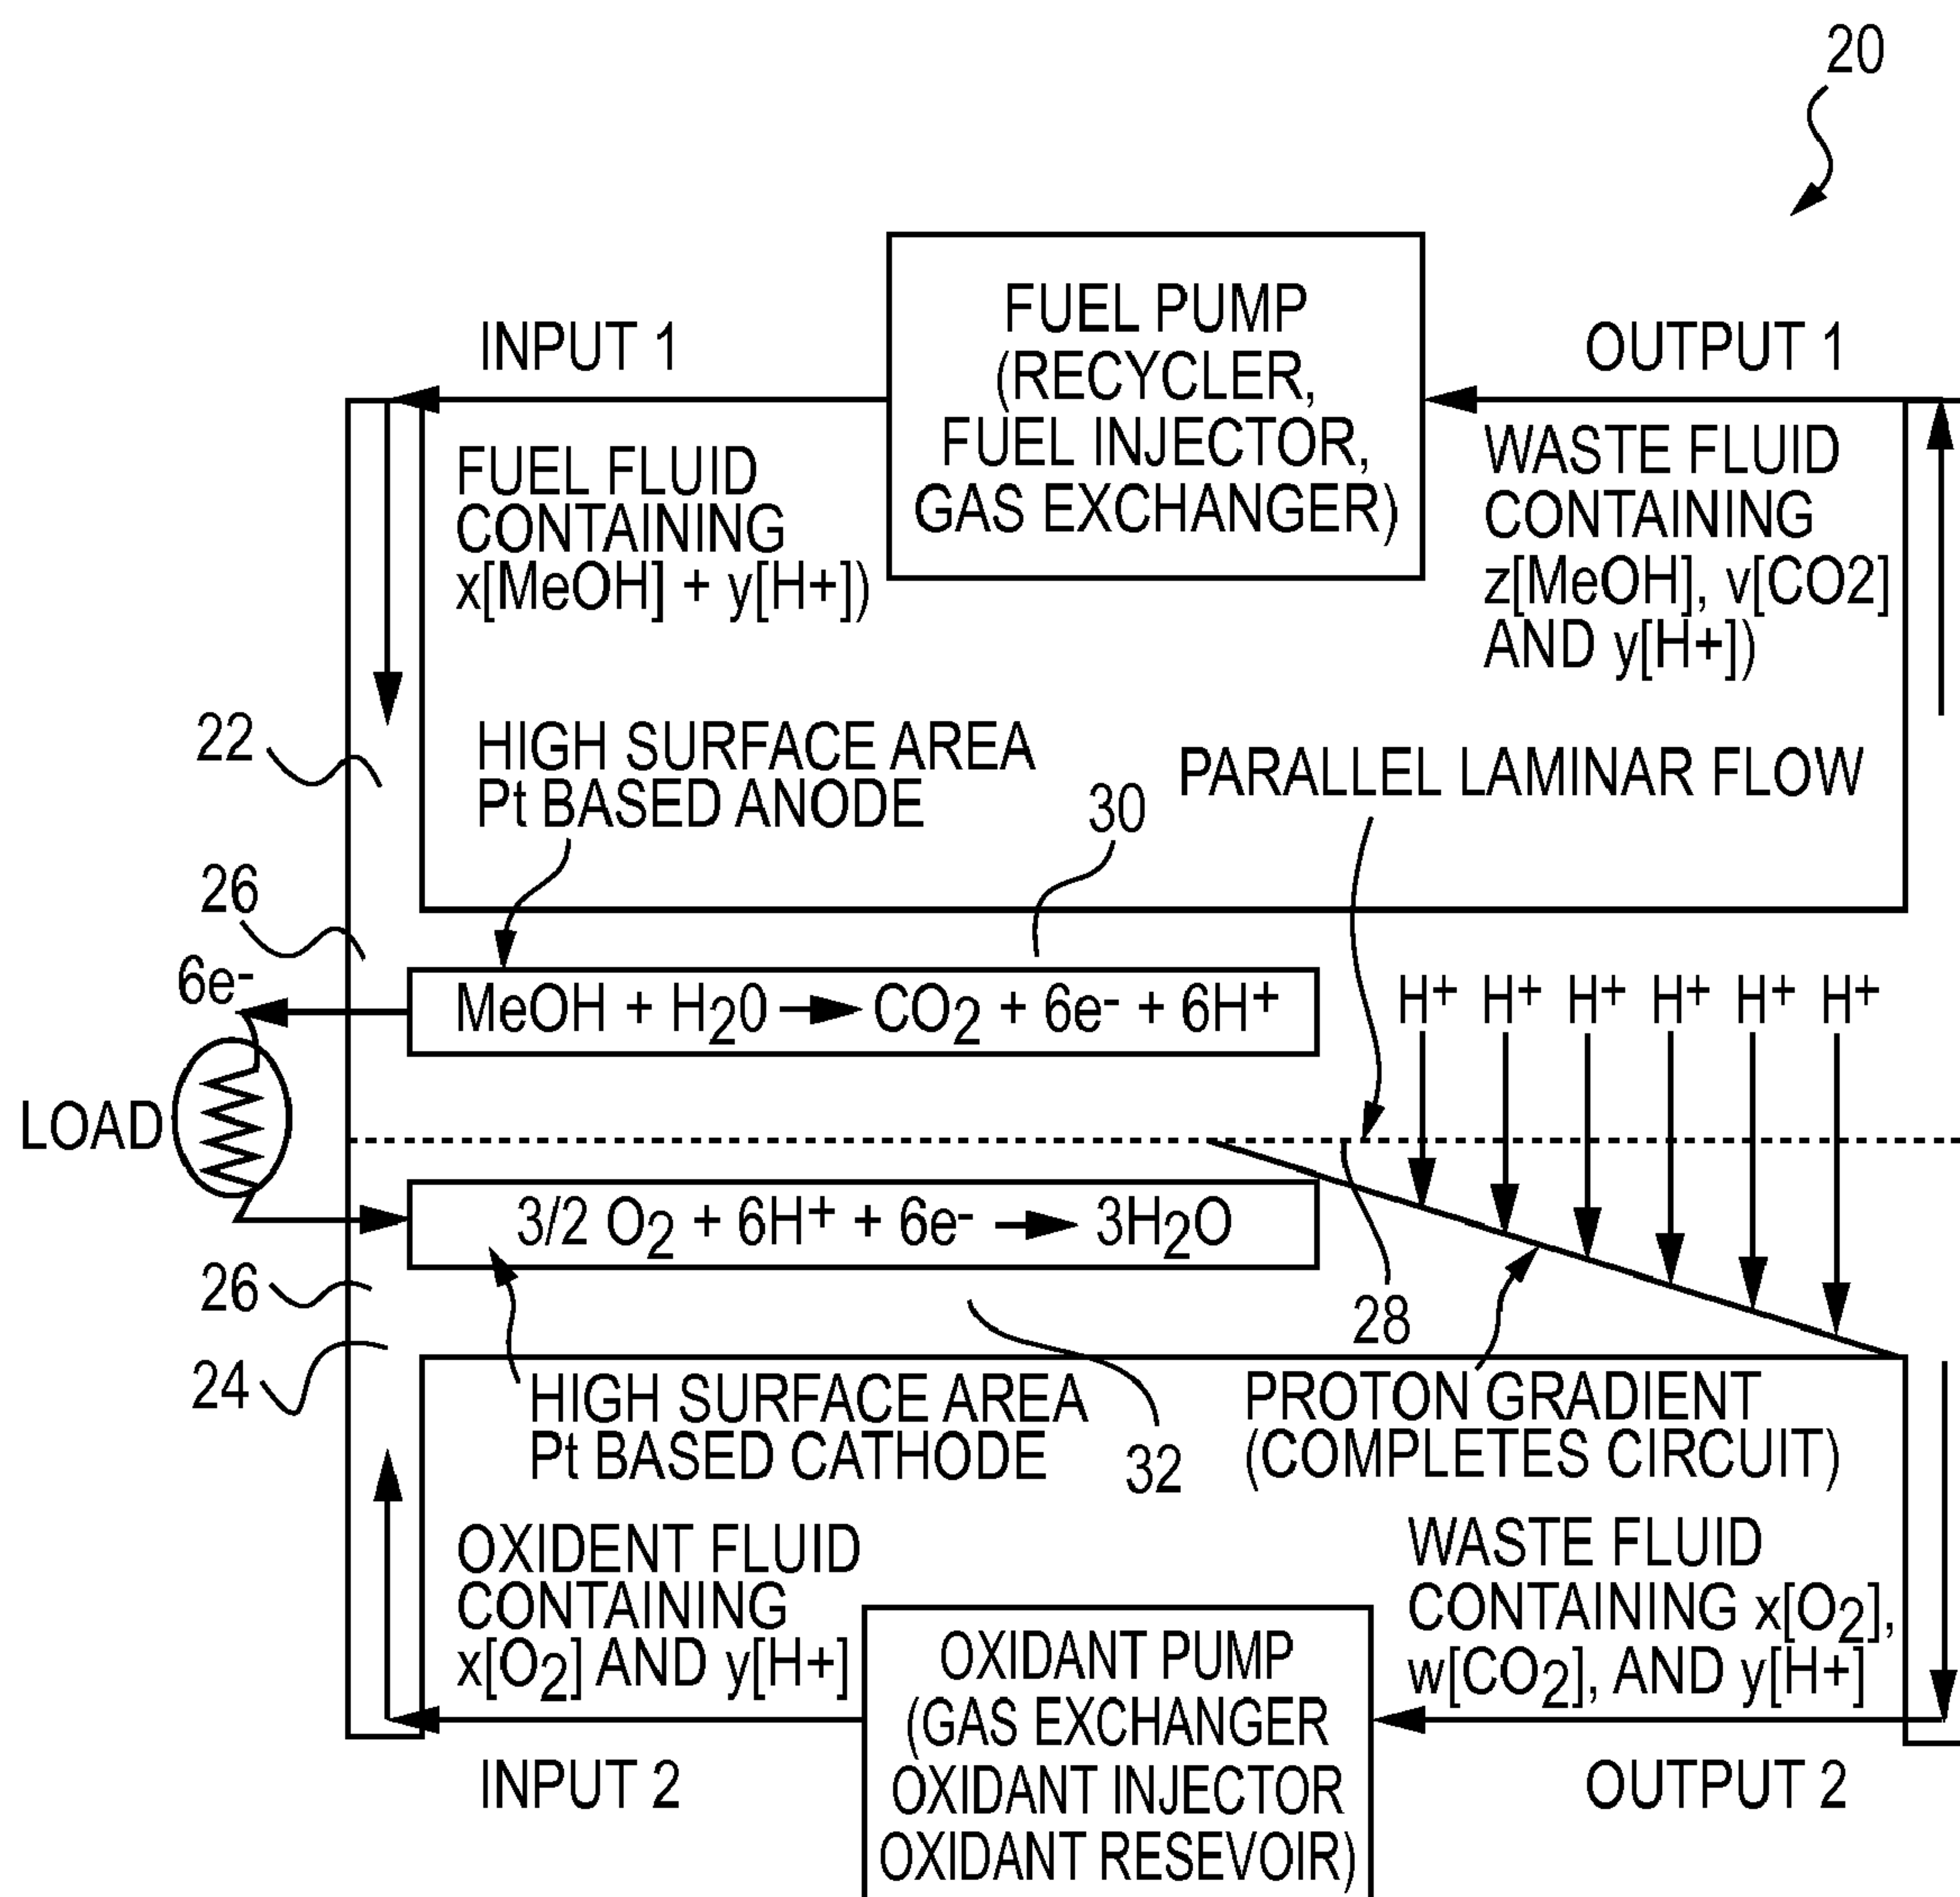 20
INPUT 1
FUEL PUMP
(RECYCLER,
FUEL INJECTOR,
GAS EXCHANGER)
OUTPUT 1
FUEL FLUID
CONTAINING
x[MeOH] + y[H+])
WASTE FLUID
CONTAINING
z[MeOH], v[CO2]
AND y[H+])
22
HIGH SURFACE AREA
Pt BASED ANODE
30
PARALLEL LAMINAR FLOW
26
6e-
MeOH + H20 → CO2 + 6e- + 6H+
H+ H+ H+ H+ H+ H+
LOAD
3/2 O2 + 6H+ + 6e- → 3H2O
26
28
24
HIGH SURFACE AREA
Pt BASED CATHODE
32
PROTON GRADIENT
(COMPLETES CIRCUIT)
OXIDENT FLUID
CONTAINING
x[O2] AND y[H+]
WASTE FLUID
CONTAINING x[O2],
w[CO2], AND y[H+]
INPUT 2
OXIDANT PUMP
(GAS EXCHANGER
OXIDANT INJECTOR
OXIDANT RESEVOIR)
OUTPUT 2